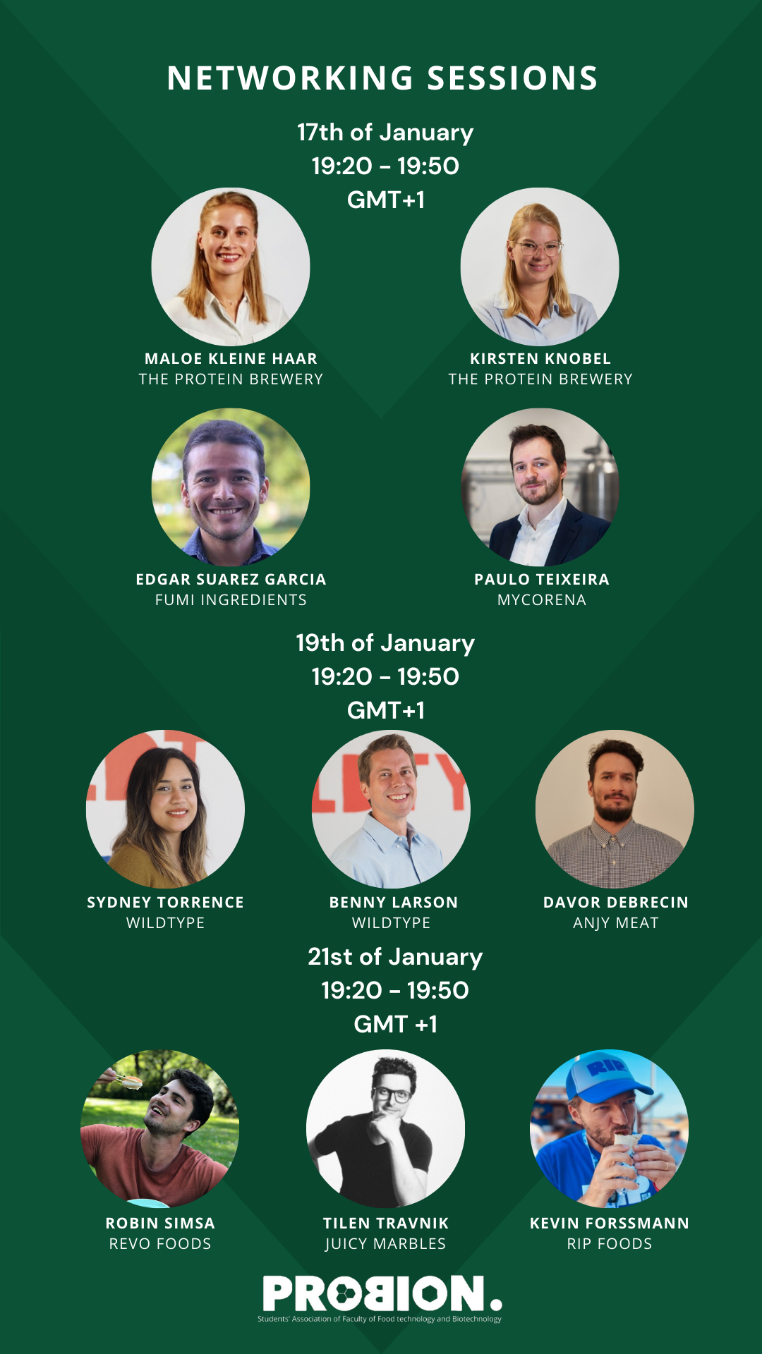 NETWORKING SESSIONS
17th of January
19:20 - 19:50
GMT+1
MALOE KLEINE HAAR
THE PROTEIN BREWERY
KIRSTEN KNOBEL
THE PROTEIN BREWERY
EDGAR SUAREZ GARCIA
FUMI INGREDIENTS
PAULO TEIXEIRA
MYCORENA
19th of January
19:20 - 19:50
GMT+1
SYDNEY TORRENCE
WILDTYPE
BENNY LARSON
WILDTYPE
DAVOR DEBRECIN
ANJY MEAT
21st of January
19:20 - 19:50
GMT +1
RIP
ROBIN SIMSA
REVO FOODS
TILEN TRAVNIK
JUICY MARBLES
KEVIN FORSSMANN
RIP FOODS
PROBION.
Students' Association of Faculty of Food technology and Biotechnology